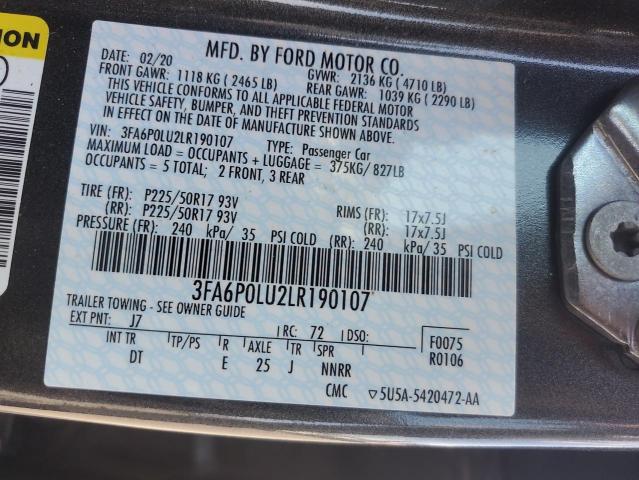 ION
MFD. BY FORD MOTOR CO.
DATE: 02/20 GVWR: 2136 KG ( 4710 LB)
FRONT GAWR: 1118 KG ( 2465 LB) REAR GAWR: 1039 KG ( 2290 LB)
THIS VEHICLE CONFORMS TO ALL APPLICABLE FEDERAL MOTOR
VEHICLE SAFETY, BUMPER, AND THEFT PREVENTION STANDARDS
IN EFFECT ON THE DATE OF MANUFACTURE SHOWN ABOVE.
VIN: 3FA6P0LU2LR190107 TYPE: Passenger Car
MAXIMUM LOAD = OCCUPANTS + LUGGAGE = 375KG/ 827LB
OCCUPANTS = 5 TOTAL; 2 FRONT, 3 REAR
TIRE (FR): P225/50R17 93V RIMS (FR): 17x7.5J
(RR): P225/50R17 93V (RR): 17x7.5J
PRESSURE (FR): 240 kPa/ 35 PSI COLD (RR): 240 kPa/ 35 PSI COLD
3FA6P0LU2LR190107
TRAILER TOWING - SEE OWNER GUIDE
EXT PNT: J7 RC: 72 DSO: F0075
R0106
INT TR TP/PS R AXLE TR SPR
DT E 25 J NNRR
CMC ▽5U5A-5420472-AA